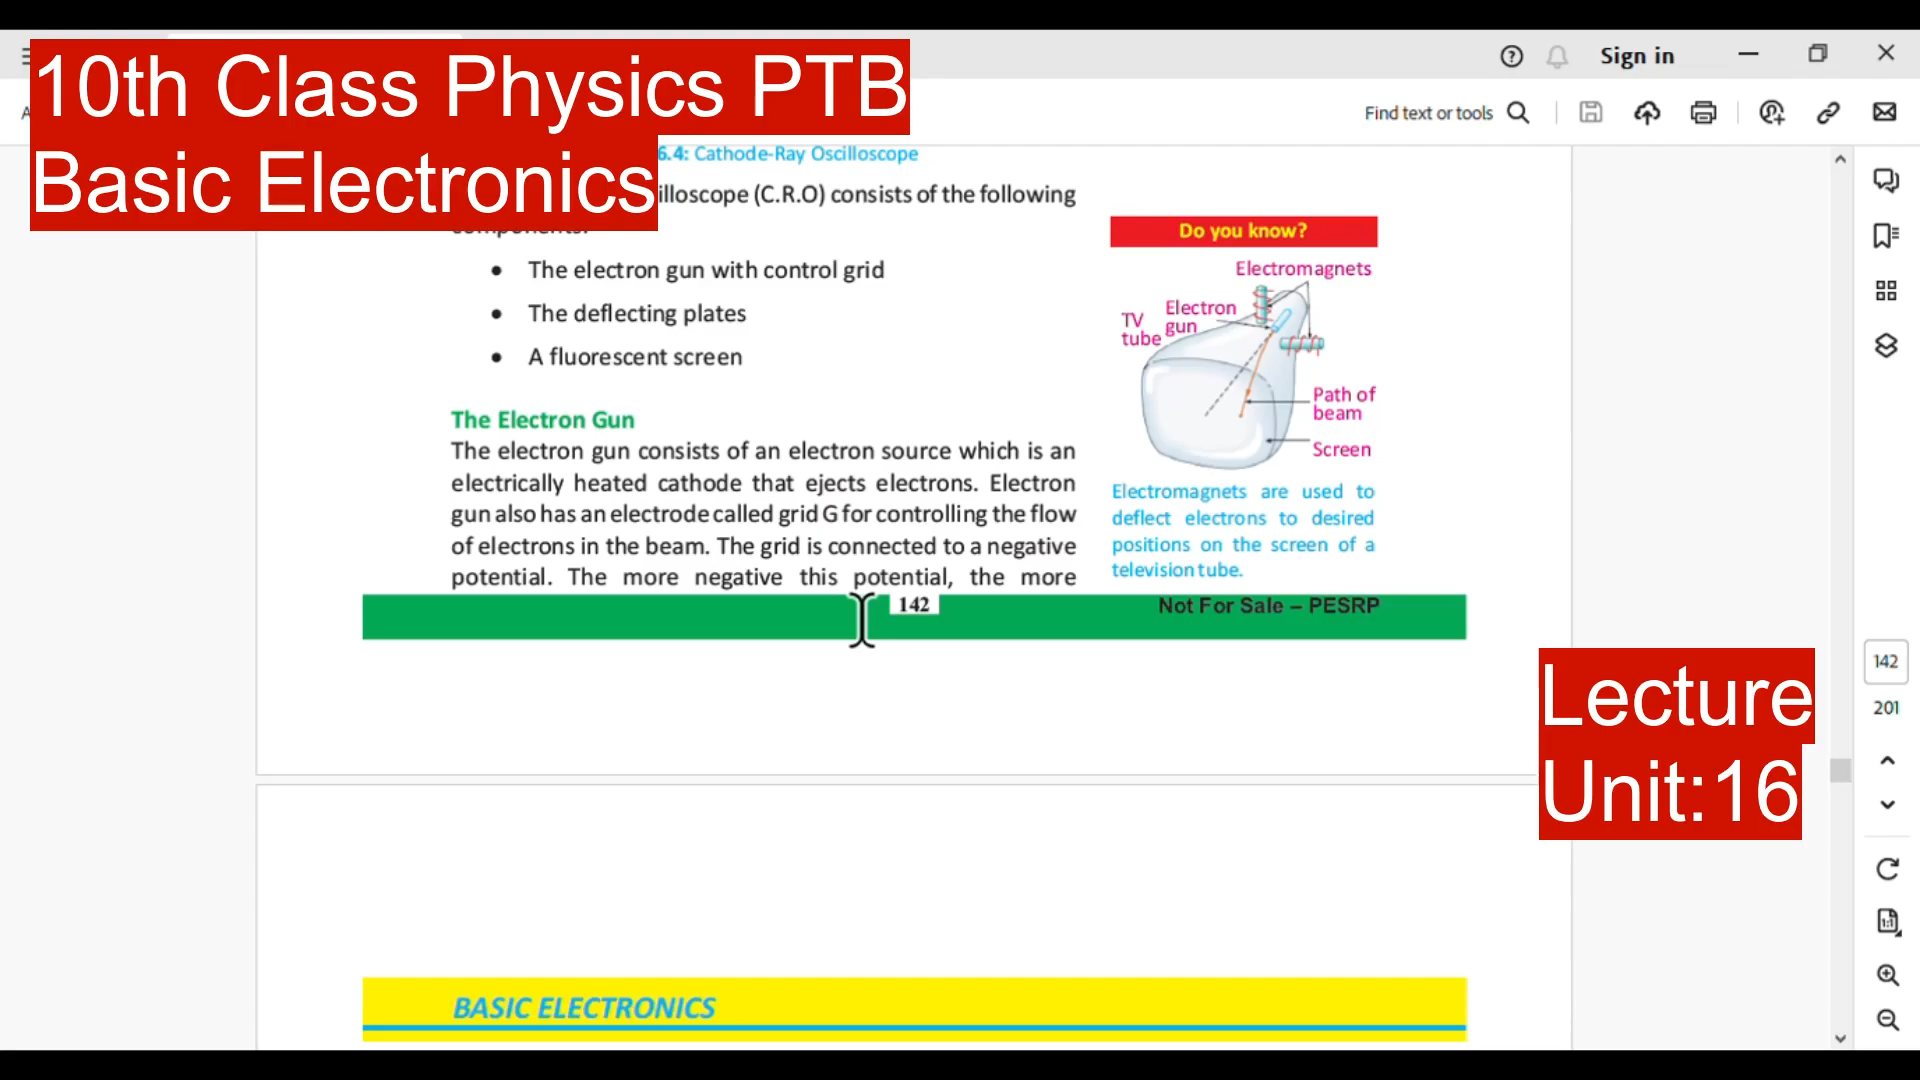 10th Class Physics PTB
Basic Electronics
Sign in
Find text or tools
6.4: Cathode-Ray Oscilloscope
illoscope (C.R.O) consists of the following
components:
• The electron gun with control grid
• The deflecting plates
• A fluorescent screen
The Electron Gun
The electron gun consists of an electron source which is an
electrically heated cathode that ejects electrons. Electron
gun also has an electrode called grid G for controlling the flow
of electrons in the beam. The grid is connected to a negative
potential. The more negative this potential, the more
Do you know?
Electromagnets
Electron
gun
TV
tube
Path of
beam
Screen
Electromagnets are used to
deflect electrons to desired
positions on the screen of a
television tube.
142
Not For Sale – PESRP
Lecture
Unit:16
142
201
BASIC ELECTRONICS